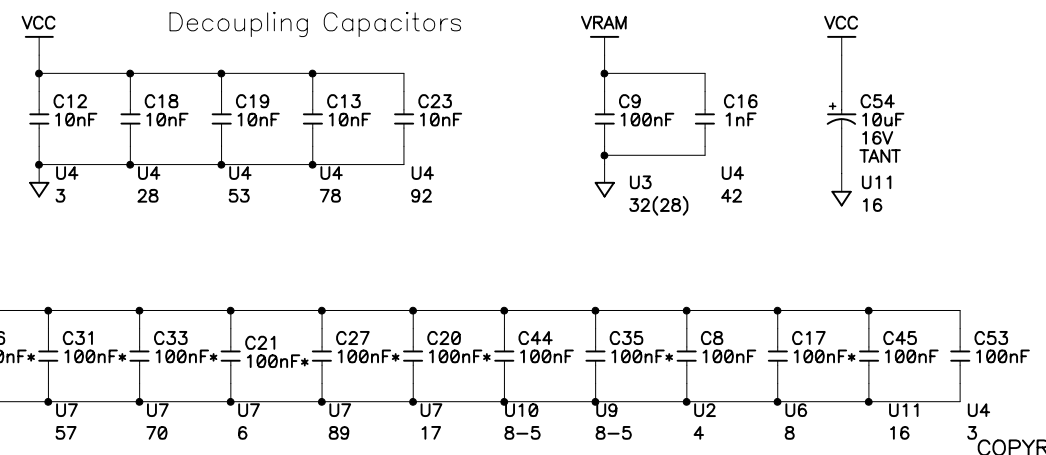 VCC
Decoupling Capacitors
VRAM
VCC
C12
10nF
C18
10nF
C19
10nF
C13
10nF
C23
10nF
C9
100nF
C16
1nF
+
C54
10uF
16V
TANT
U4
3
U4
28
U4
53
U4
78
U4
92
U3
32(28)
U4
42
U11
16
6
nF*
C31
100nF*
C33
100nF*
C21
100nF*
C27
100nF*
C20
100nF*
C44
100nF
C35
100nF*
C8
100nF
C17
100nF*
C45
100nF
C53
100nF
U7
57
U7
70
U7
6
U7
89
U7
17
U10
8-5
U9
8-5
U2
4
U6
8
U11
16
U4
3
COPYR